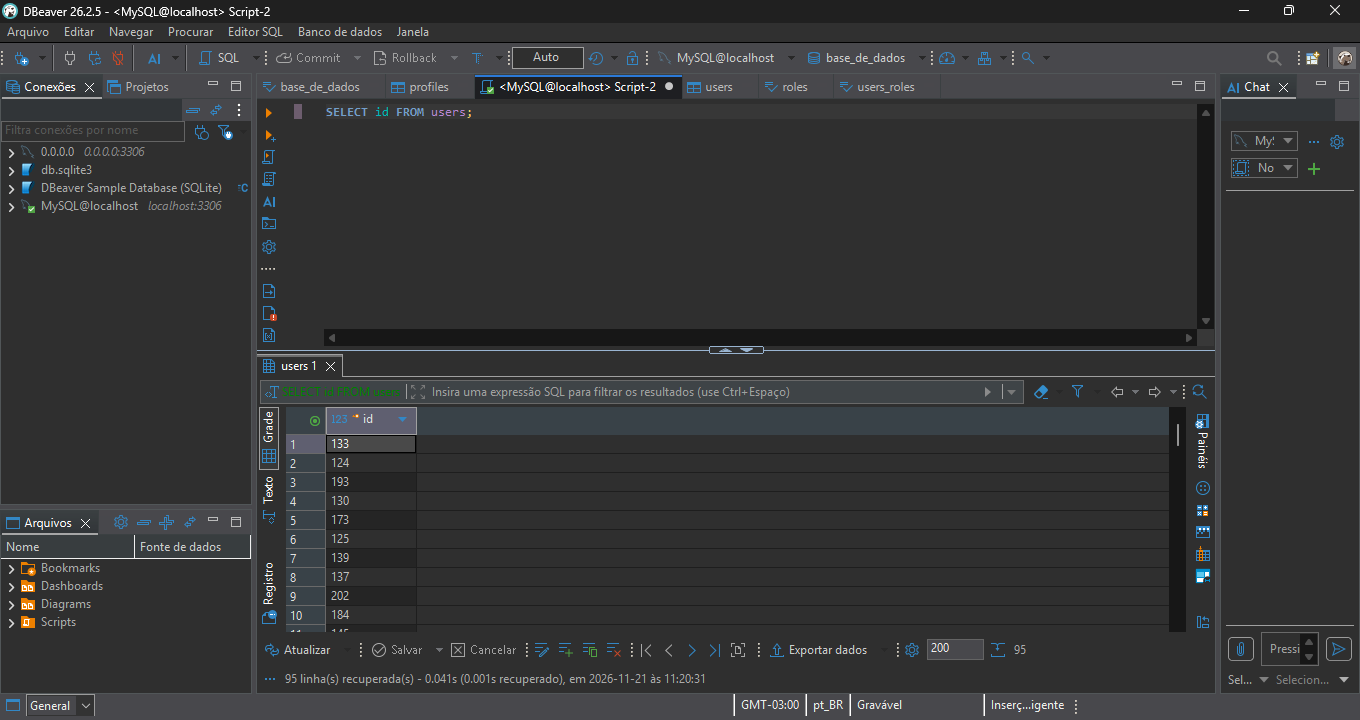 DBeaver 26.2.5 - <MySQL@localhost> Script-2
Arquivo Editar Navegar Procurar Editor SQL Banco de dados Janela
AI SQL Commit Rollback T Auto MySQL@localhost base_de_dados
Conexões Projetos
base_de_dados profiles <MySQL@localhost> Script-2 users roles users_roles
AI Chat
Filtra conexões por nome
0.0.0.0 0.0.0.0:3306
db.sqlite3
DBeaver Sample Database (SQLite)
MySQL@localhost localhost:3306
SELECT id FROM users;
AI
My:
No
users 1
SELECT id FROM users Insira uma expressão SQL para filtrar os resultados (use Ctrl+Espaço)
Grade
Texto
Registro
123 id
1 133
2 124
3 193
4 130
5 173
6 125
7 139
8 137
9 202
10 184
Painéis
Arquivos
Nome Fonte de dados
Bookmarks
Dashboards
Diagrams
Scripts
Atualizar Salvar Cancelar Exportar dados 200 95
95 linha(s) recuperada(s) - 0.041s (0.001s recuperado), em 2026-11-21 às 11:20:31
Pressi
Sel... Selecion...
General
GMT-03:00 pt_BR Gravável Inserç...igente